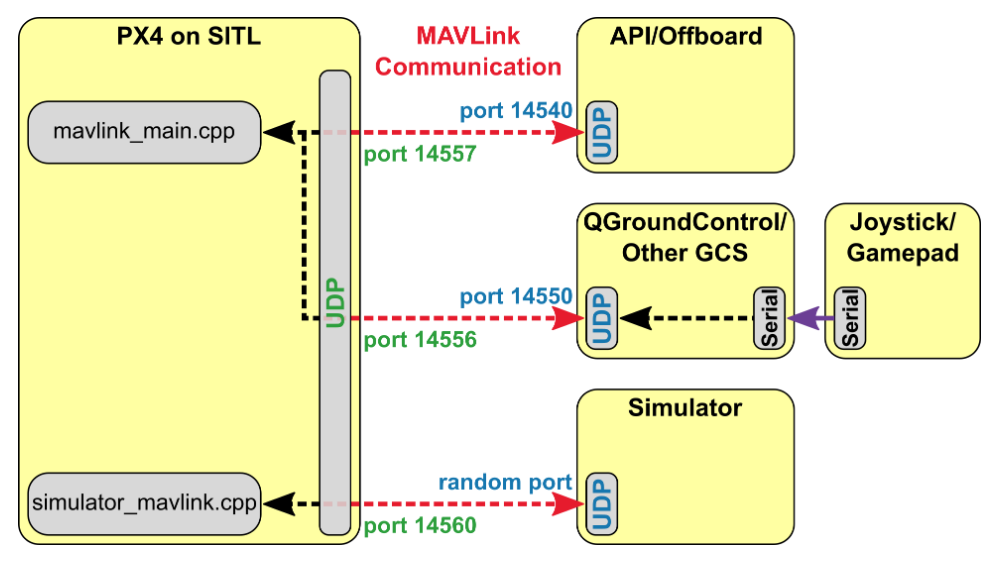 PX4 on SITL
mavlink_main.cpp
UDP
simulator_mavlink.cpp
MAVLink
Communication
port 14540
port 14557
port 14550
port 14556
random port
port 14560
API/Offboard
UDP
QGroundControl/
Other GCS
UDP
Serial
Joystick/
Gamepad
Serial
Simulator
UDP